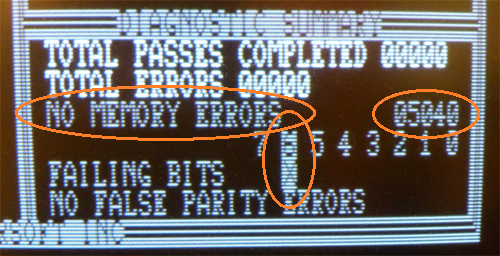 DIAGNOSTIC SUMMARY
TOTAL PASSES COMPLETED 00000
TOTAL ERRORS 00000
NO MEMORY ERRORS 05040
7 6 5 4 3 2 1 0
FAILING BITS
NO FALSE PARITY ERRORS
RSOFT INC